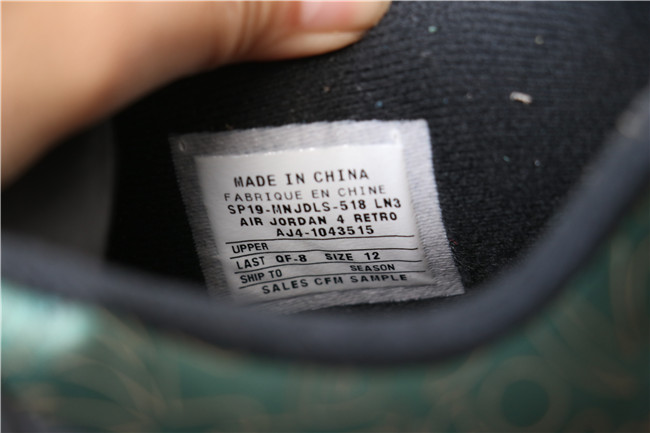 MADE IN CHINA
FABRIQUE EN CHINE
SP19-MNJDLS-518 LN3
AIR JORDAN 4 RETRO
AJ4-1043515
UPPER
LAST QF-8 SIZE 12
SHIP TO SEASON
SALES CFM SAMPLE